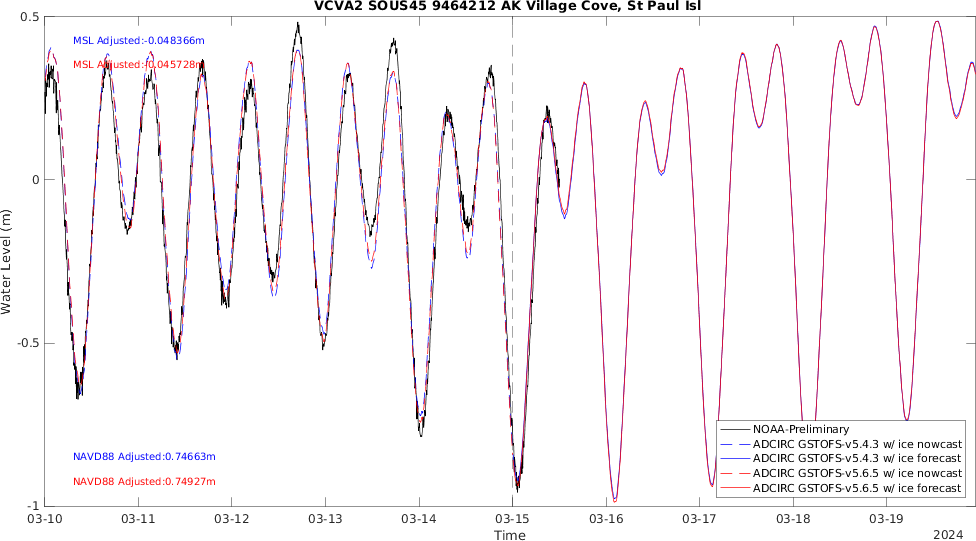 VCVA2 SOUS45 9464212 AK Village Cove, St Paul Isl
0.5
MSL Adjusted:-0.048366m
MSL Adjusted:-0.045728m
0
Water Level (m)
-0.5
NAVD88 Adjusted:0.74663m
NAVD88 Adjusted:0.74927m
NOAA-Preliminary
ADCIRC GSTOFS-v5.4.3 w/ ice nowcast
ADCIRC GSTOFS-v5.4.3 w/ ice forecast
ADCIRC GSTOFS-v5.6.5 w/ ice nowcast
ADCIRC GSTOFS-v5.6.5 w/ ice forecast
-1
03-10 03-11 03-12 03-13 03-14 03-15 03-16 03-17 03-18 03-19
Time
2024